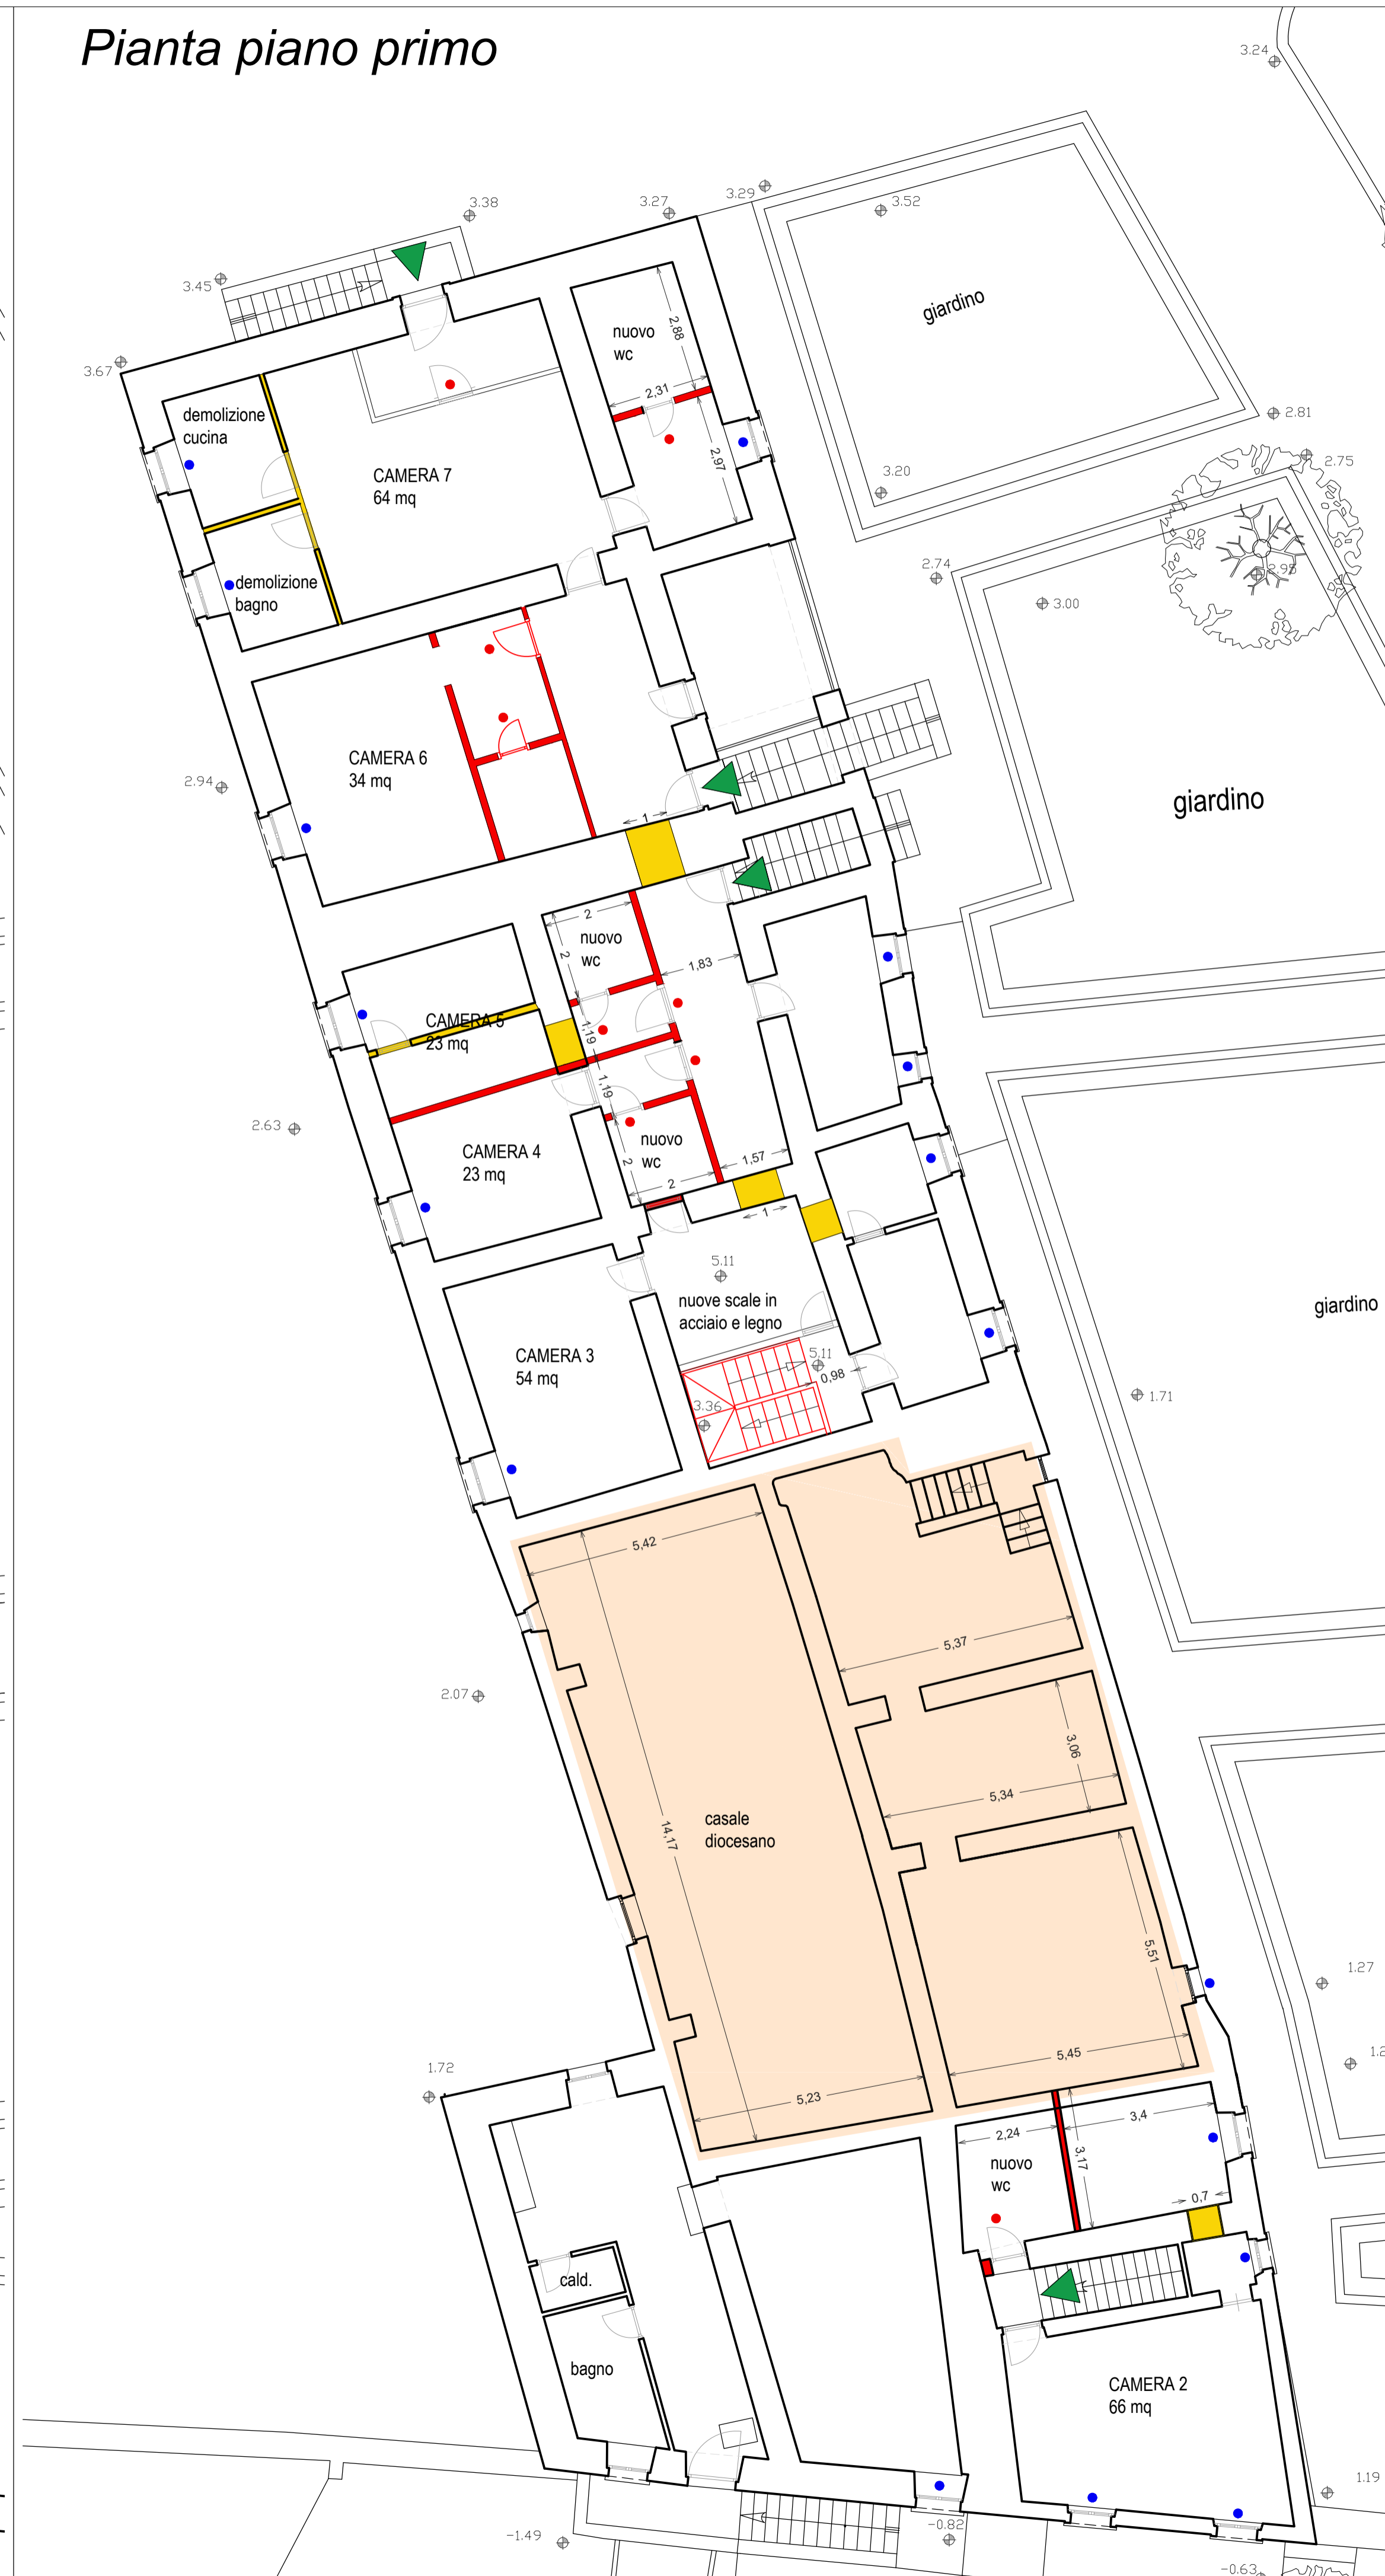 Pianta piano primo
3.24
3.38
3.27
3.29
3.52
3.45
giardino
nuovo
wc
2,88
3.67
2,31
demolizione
cucina
2.81
CAMERA 7
64 mq
2,97
2.75
3.20
2.74
2.95
demolizione
bagno
3.00
CAMERA 6
34 mq
2.94
giardino
1
2
nuovo
wc
2
1,83
CAMERA 5
23 mq
1,19
1,19
2.63
CAMERA 4
23 mq
nuovo
wc
2
2
1,57
1
5.11
nuove scale in
acciaio e legno
giardino
CAMERA 3
54 mq
5.11
0,98
3.36
1.71
5,42
5,37
2.07
3,06
5,34
casale
diocesano
14,17
5,51
1.27
1.72
5,45
5,23
3,4
2,24
nuovo
wc
3,17
0,7
cald.
bagno
CAMERA 2
66 mq
1.19
-0.82
-1.49
-0.63